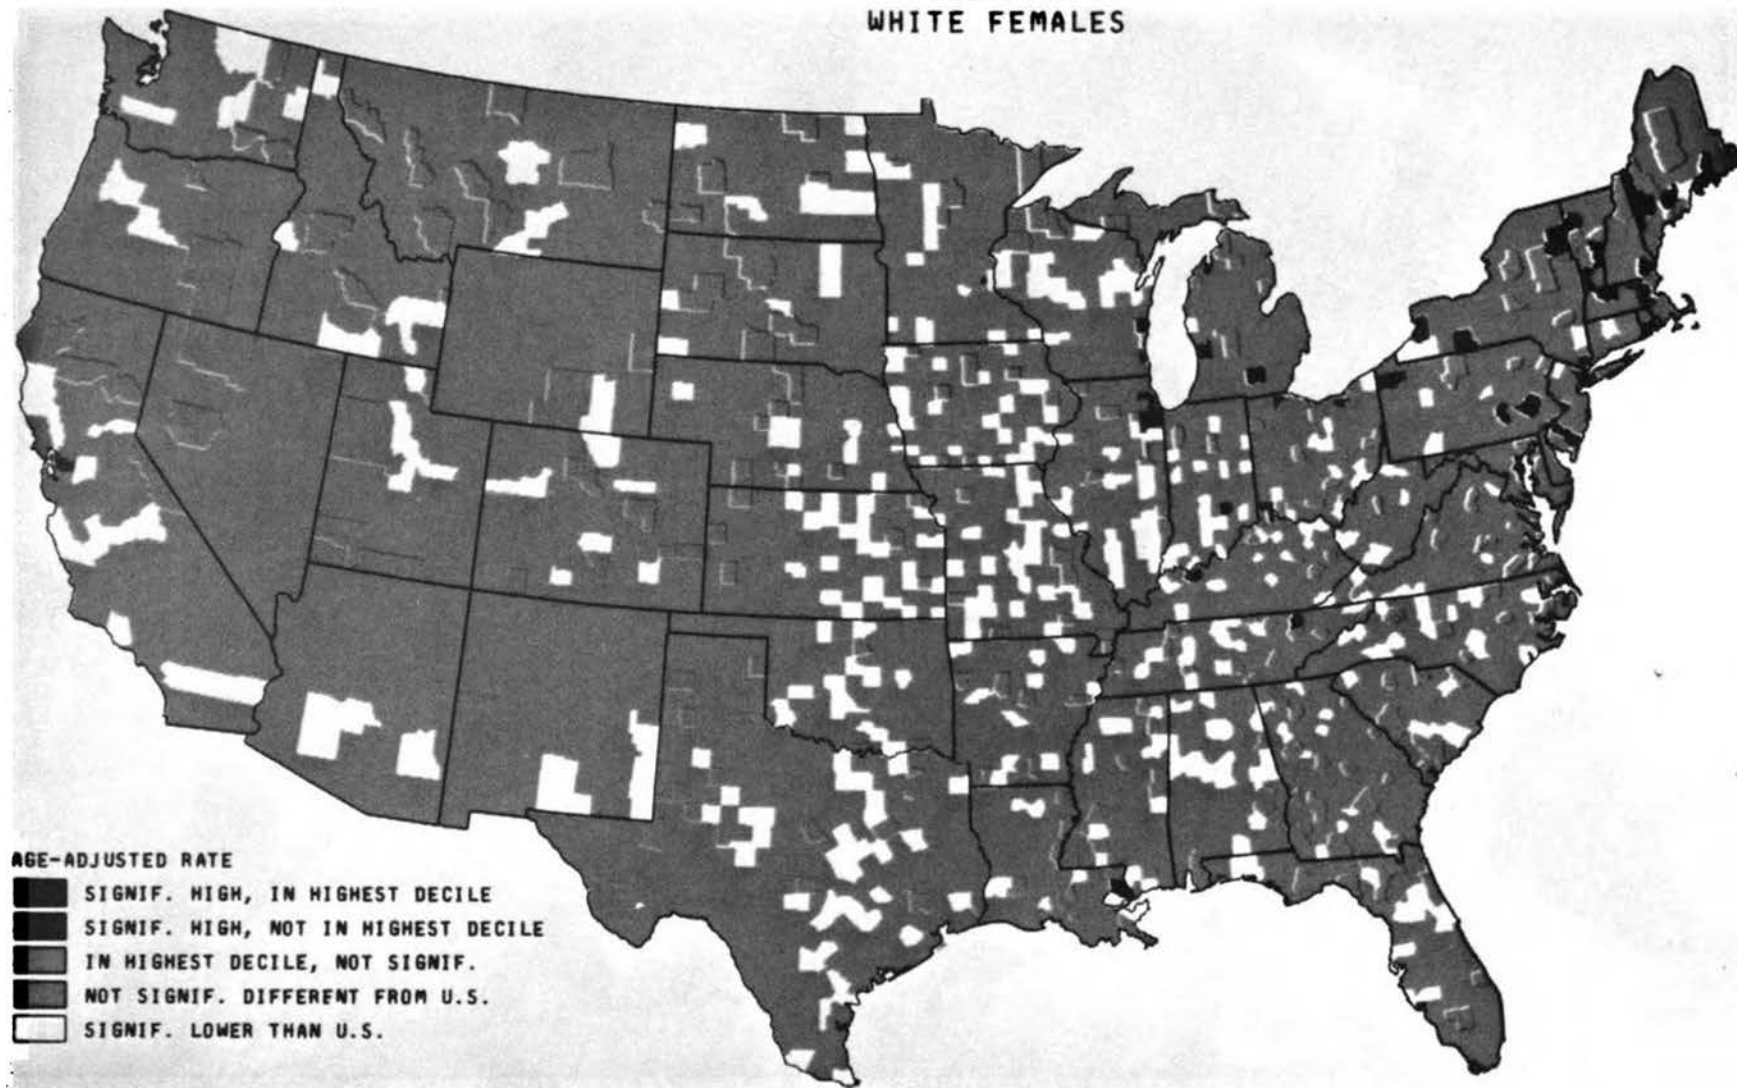 WHITE FEMALES
AGE-ADJUSTED RATE
SIGNIF. HIGH, IN HIGHEST DECILE
SIGNIF. HIGH, NOT IN HIGHEST DECILE
IN HIGHEST DECILE, NOT SIGNIF.
NOT SIGNIF. DIFFERENT FROM U.S.
SIGNIF. LOWER THAN U.S.